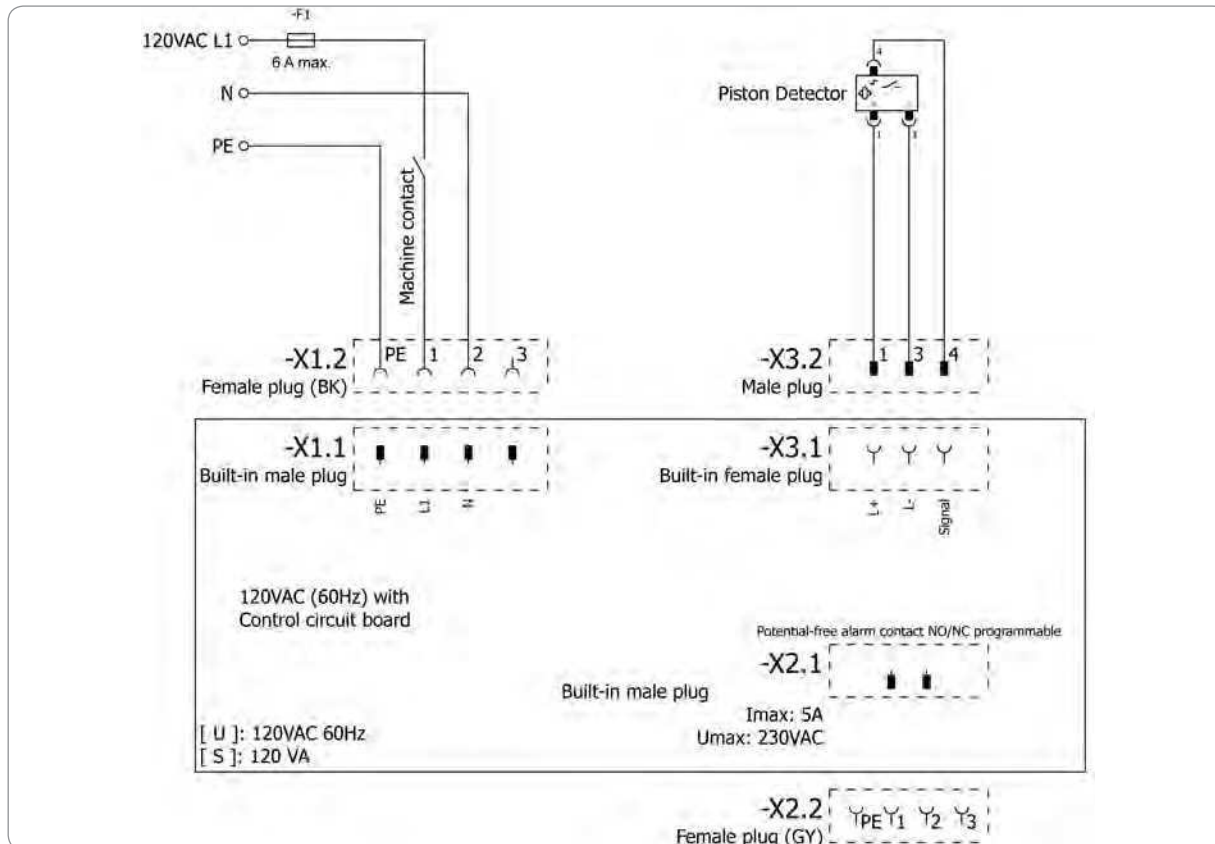 -F1
120VAC L1
6 A max.
N
PE
Machine contact
4
Piston Detector
1
3
-X1.2
PE 1 2 3
Female plug (BK)
-X3.2
1 3 4
Male plug
-X1.1
Built-in male plug
PE L1 N
-X3.1
Built-in female plug
L+ L- Signal
120VAC (60Hz) with
Control circuit board
Potential-free alarm contact NO/NC programmable
-X2.1
Built-in male plug
Imax: 5A
Umax: 230VAC
[ U ]: 120VAC 60Hz
[ S ]: 120 VA
-X2.2
PE 1 2 3
Female plug (GY)